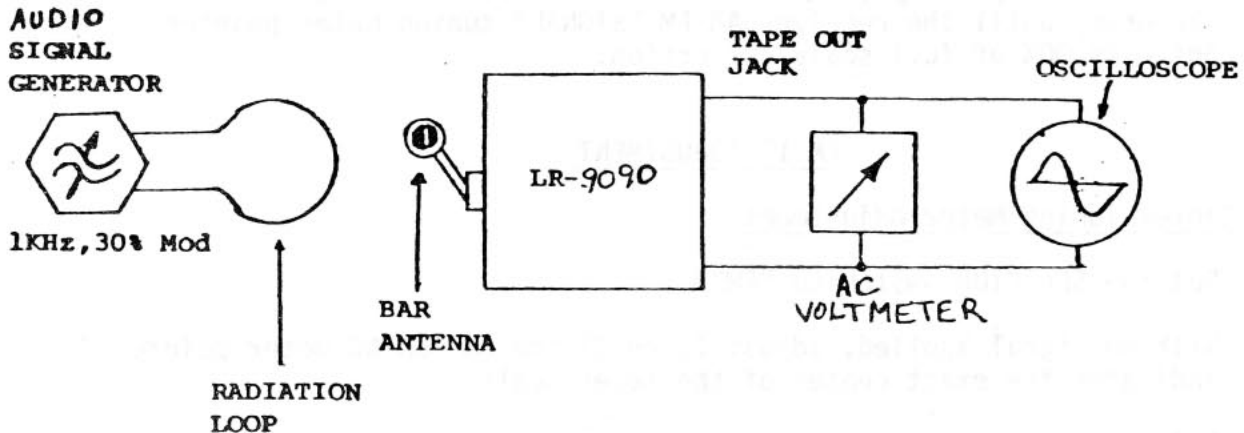 AUDIO
SIGNAL
GENERATOR
1KHz, 30% Mod
RADIATION
LOOP
BAR
ANTENNA
LR-9090
TAPE OUT
JACK
AC
VOLTMETER
OSCILLOSCOPE